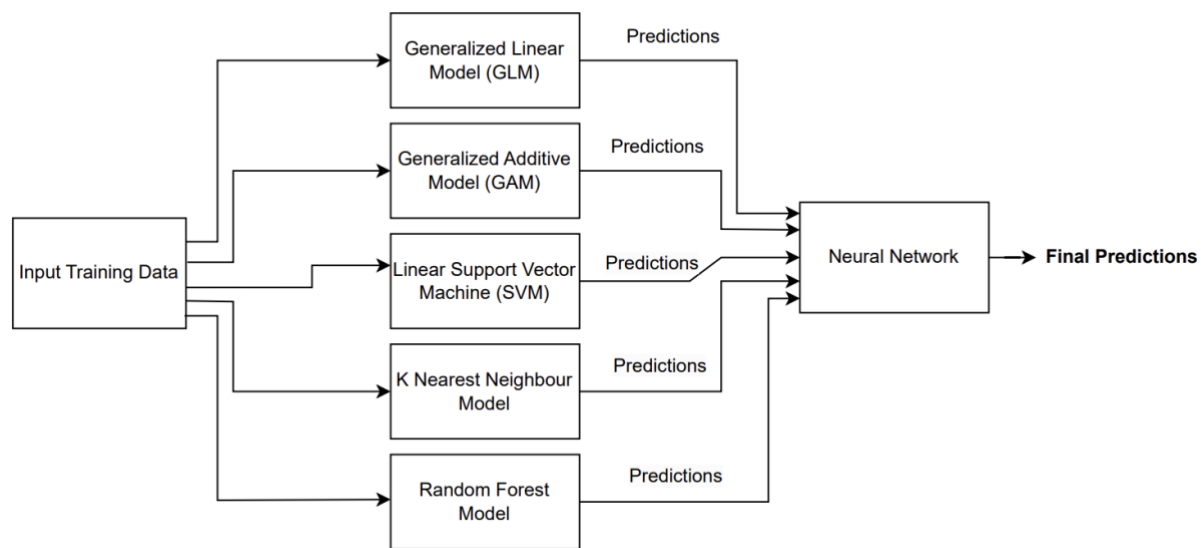 Input Training Data
Generalized Linear
Model (GLM)
Predictions
Generalized Additive
Model (GAM)
Predictions
Linear Support Vector
Machine (SVM)
Predictions
K Nearest Neighbour
Model
Predictions
Random Forest
Model
Predictions
Neural Network
Final Predictions